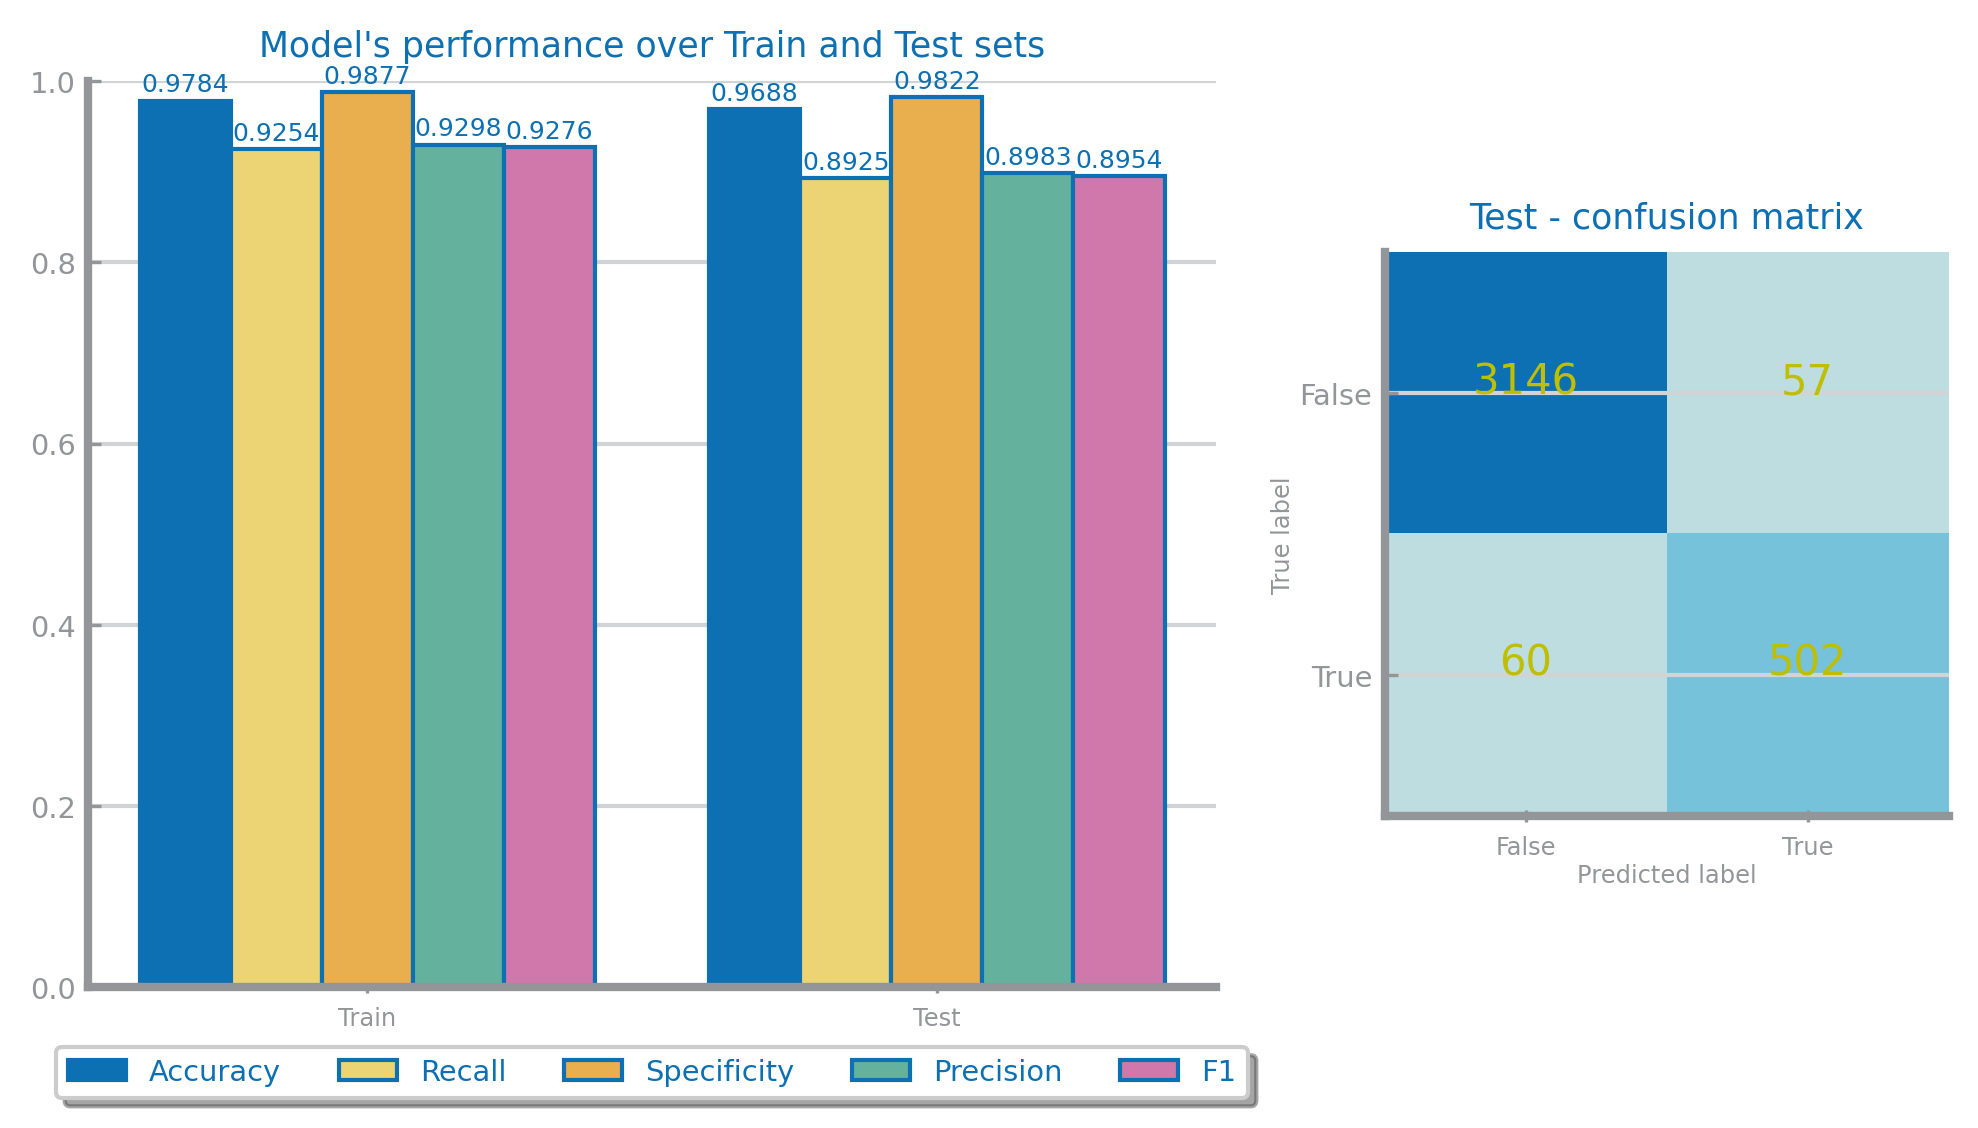 Model's performance over Train and Test sets
1.0
0.8
0.6
0.4
0.2
0.0
0.9784
0.9254
0.9877
0.9298
0.9276
0.9688
0.8925
0.9822
0.8983
0.8954
Train
Test
Accuracy
Recall
Specificity
Precision
F1
Test - confusion matrix
True label
False
3146
57
True
60
502
False
True
Predicted label